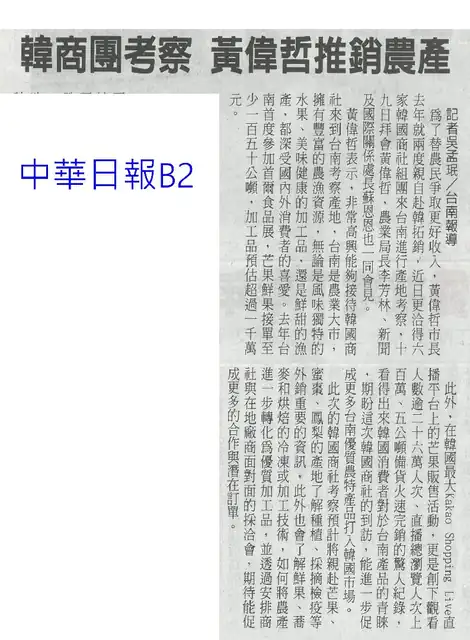 韓商團考察 黃偉哲推銷農產
中華日報B2
記者吳孟珉╱台南報導
為了替農民爭取更好收入，黃偉哲市長
去年就兩度親自赴韓拓銷，近日更洽得六
家韓國商社組團來台南進行產地考察，十
九日拜會黃偉哲，農業局長李芳林、新聞
及國際關係處長蘇恩恩也一同會見。
黃偉哲表示，非常高興能夠接待韓國商
社來到台南考察產地，台南是農業大市，
擁有豐富的農漁資源，無論是風味獨特的
水果、美味健康的加工品，還是鮮甜的漁
產，都深受國內外消費者的喜愛。去年台
南首度參加首爾食品展，芒果鮮果接單至
少一百五十公噸，加工品預估超過一千萬
元。
此外，在韓國最大Kakao Shopping Live直
播平台上的芒果販售活動，更是創下觀看
人數逾二十六萬人次、直播總瀏覽人次上
百萬、五公噸備貨火速完銷的驚人紀錄，
看得出來韓國消費者對於台南產品的青睞
，期盼這次韓國商社的到訪，能進一步促
成更多台南優質農特產品打入韓國市場。
此次的韓國商社考察預計將親赴芒果、
蜜棗、鳳梨的產地了解種植、採摘檢疫等
外銷重要的資訊，此外也會了解鮮果、蕎
麥和烘焙的冷凍或加工技術，如何將農產
進一步轉化為優質加工品，並透過安排商
社與在地廠商面對面的採洽會，期待能促
成更多的合作與潛在訂單。